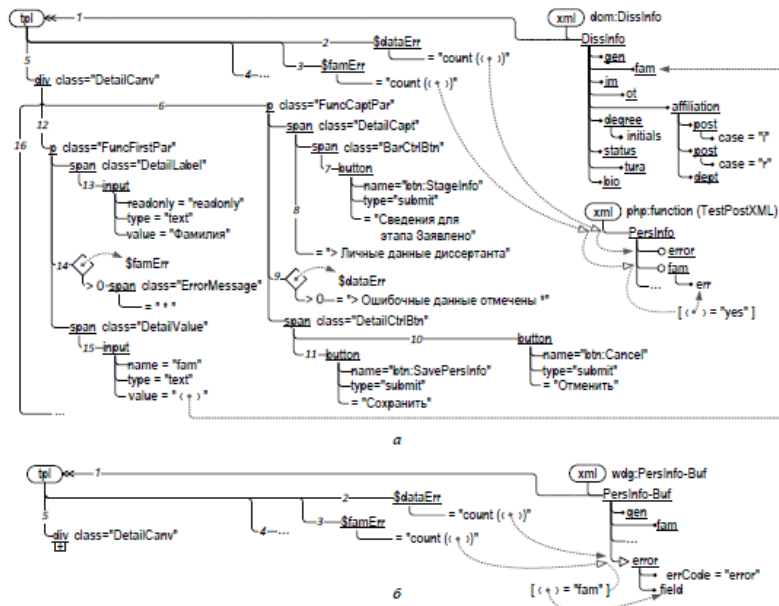 tpl 1 xml dom:DissInfo
2 $dataErr DissInfo
5 4 ... 3 $famErr = "count (‹•›)" gen
div class="DetailCanv" = "count (‹•›)" fam
im
ot
16 12 6 p class="FuncCaptPar" affiliation
p class="FuncFirstPar" span class="DetailCapt" degree post
span class="DetailLabel" span class="BarCtrlBtn" initials case = "i"
13 input 7 button status post
readonly = "readonly" name="btn:StageInfo" tura case = "r"
type = "text" type="submit" bio dept
value = "Фамилия" 8 = "Сведения для
этапа Заявлено" xml php:function (TestPostXML)
= "> Личные данные диссертанта" PersInfo
14 $famErr 9 $dataErr error
> 0 span class="ErrorMessage" > 0 = "> Ошибочные данные отмечены *" fam
= " * " ... err
span class="DetailValue" span class="DetailCtrlBtn" [ ‹•› = "yes" ]
15 input 11 button 10 button
name = "fam" name="btn:SavePersInfo" name="btn:Cancel"
type = "text" type="submit" type="submit"
value = " ‹•› = "Сохранить" = "Отменить"
...
а
tpl 1 xml wdg:PersInfo-Buf
2 $dataErr PersInfo-Buf
5 4 ... 3 $famErr = "count (‹•›)" gen
div class="DetailCanv" = "count (‹•›)" fam
...
error
errCode = "error"
[ ‹•› = "fam" ] field
б